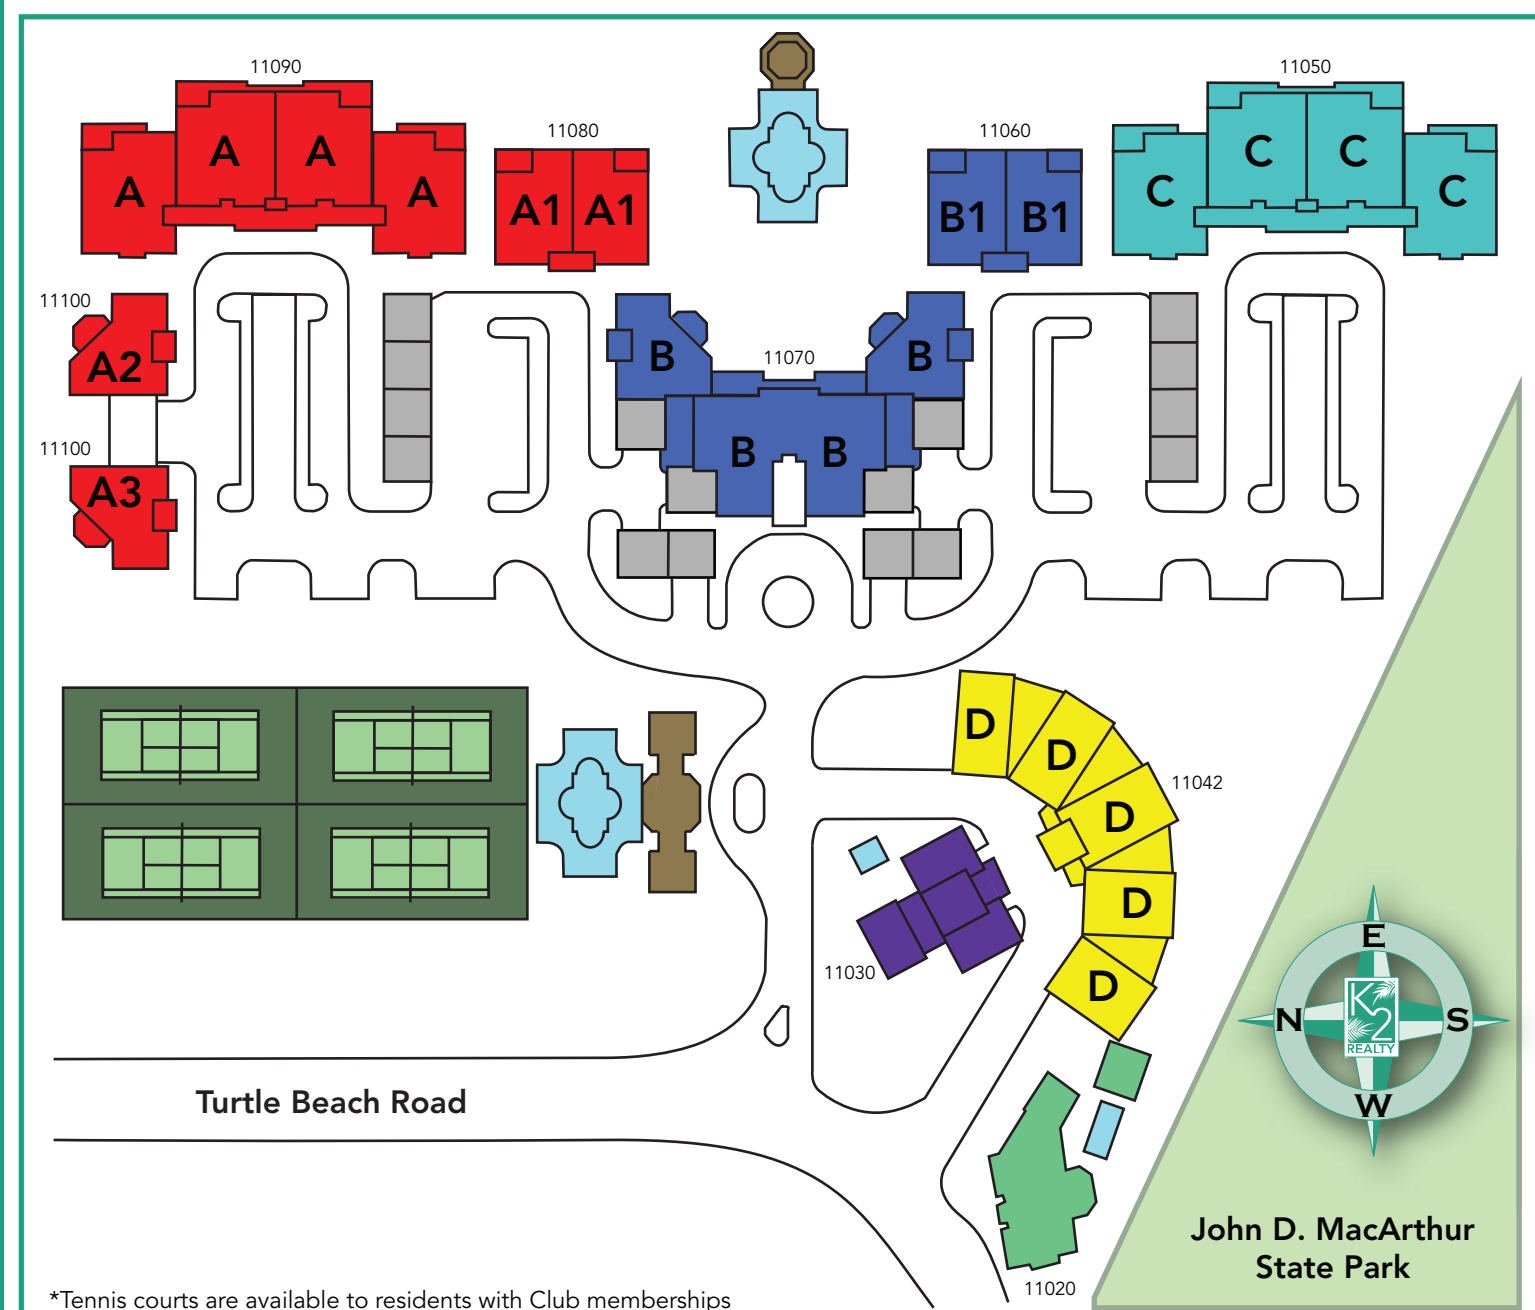 11090
11050
11080
11060
A
A
A
A
A1
A1
B1
B1
C
C
C
C
11100
A2
B
11070
B
11100
A3
B
B
D
D
11042
D
D
D
11030
E
N
S
W
K2
REALTY
Turtle Beach Road
John D. MacArthur
State Park
11020
*Tennis courts are available to residents with Club memberships